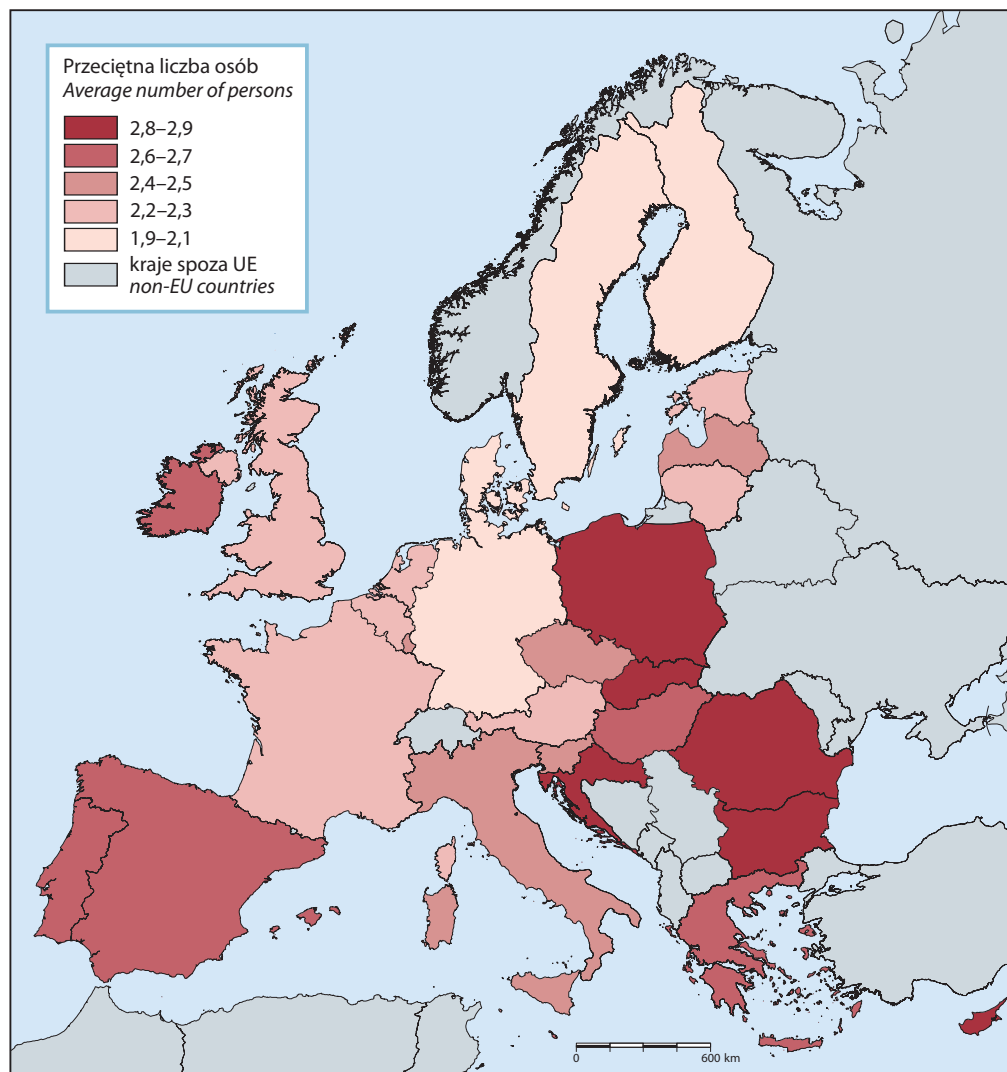 Przeciętna liczba osób
Average number of persons
2,8–2,9
2,6–2,7
2,4–2,5
2,2–2,3
1,9–2,1
kraje spoza UE
non-EU countries
0 600 km